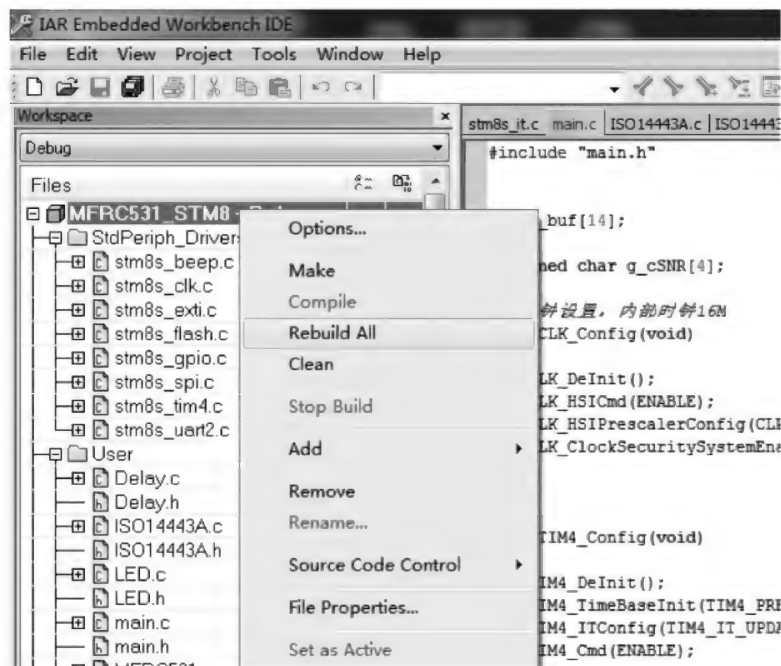 IAR Embedded Workbench IDE
File Edit View Project Tools Window Help
Workspace
Debug
Files
MFRC531_STM8
StdPeriph_Driver
stm8s_beep.c
stm8s_clk.c
stm8s_exti.c
stm8s_flash.c
stm8s_gpio.c
stm8s_spi.c
stm8s_tim4.c
stm8s_uart2.c
User
Delay.c
Delay.h
ISO14443A.c
ISO14443A.h
LED.c
LED.h
main.c
main.h
Options...
Make
Compile
Rebuild All
Clean
Stop Build
Add
Remove
Rename...
Source Code Control
File Properties...
Set as Active
stm8s_it.c main.c ISO14443A.c ISO1444
#include "main.h"
_buf[14];
ned char g_cSNR[4];
钟设置，内部时钟16M
CLK_Config(void)
LK_DeInit();
LK_HSICmd(ENABLE);
LK_HSIPrescalerConfig(CL
LK_ClockSecuritySystemEn
TIM4_Config(void)
IM4_DeInit();
IM4_TimeBaseInit(TIM4_PR
IM4_ITConfig(TIM4_IT_UPD
IM4_Cmd(ENABLE);